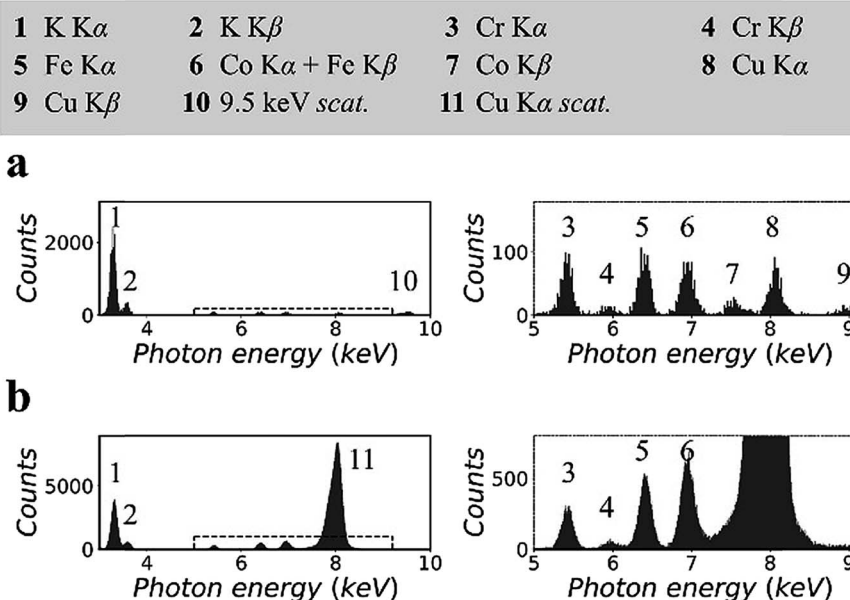 1 K Kα 2 K Kβ 3 Cr Kα 4 Cr Kβ
5 Fe Kα 6 Co Kα + Fe Kβ 7 Co Kβ 8 Cu Kα
9 Cu Kβ 10 9.5 keV scat. 11 Cu Kα scat.
a
Counts
2000
0
1
2
10
4 6 8 10
Photon energy (keV)
Counts
100
0
3
4
5
6
7
8
9
5 6 7 8 9
Photon energy (keV)
b
Counts
5000
0
1
2
11
4 6 8 10
Photon energy (keV)
Counts
500
0
3
4
5
6
5 6 7 8 9
Photon energy (keV)